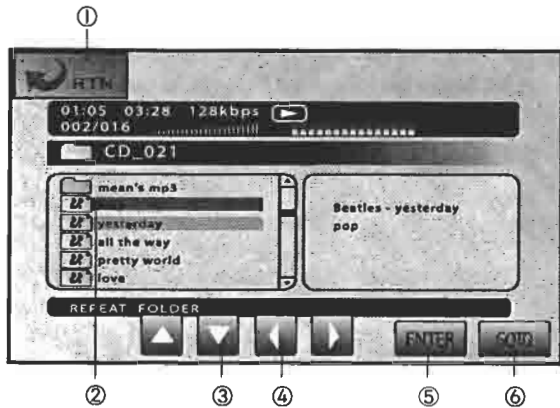 ①
RTN
01:05 03:28 128kbps
002/016
CD_021
mean's mp3
yesterday
all the way
pretty world
love
Beatles - yesterday
pop
REPEAT FOLDER
ENTER
GOTO
② ③ ④ ⑤ ⑥